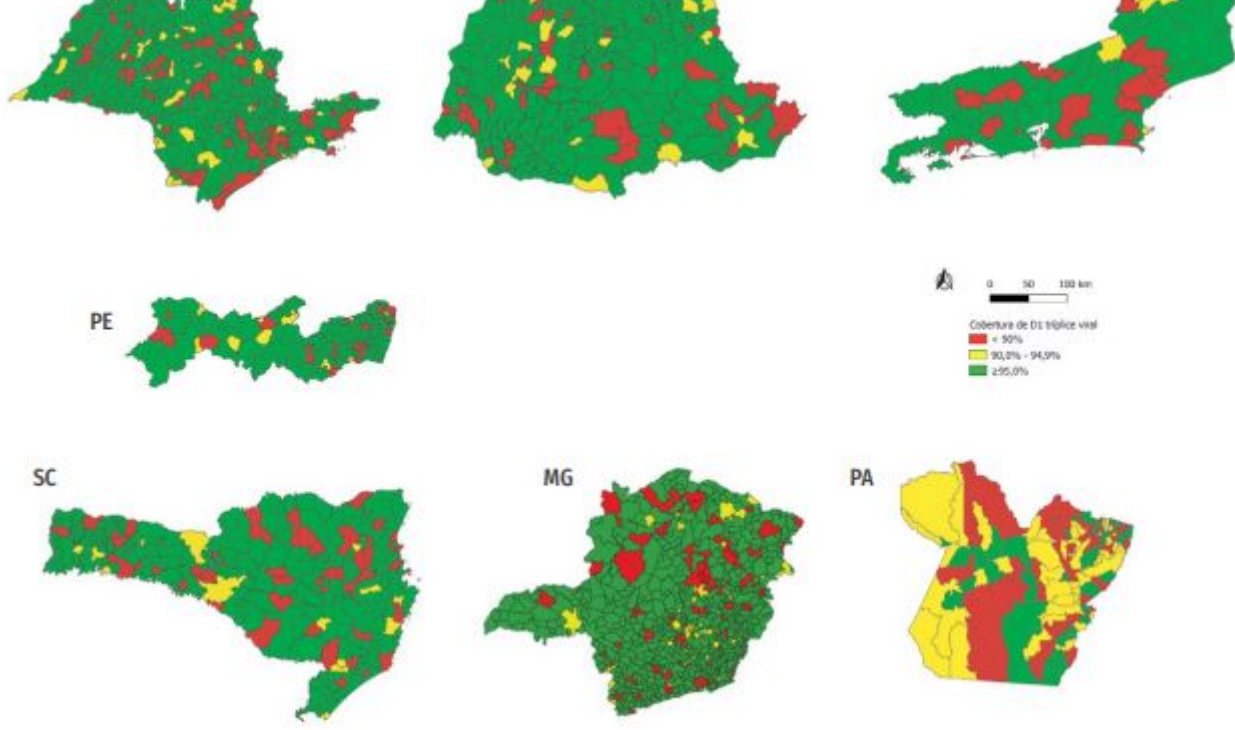 PE
0 50 100 km
Cobertura de D1 tríplice viral
< 90%
90,0% - 94,9%
≥95,0%
SC
MG
PA